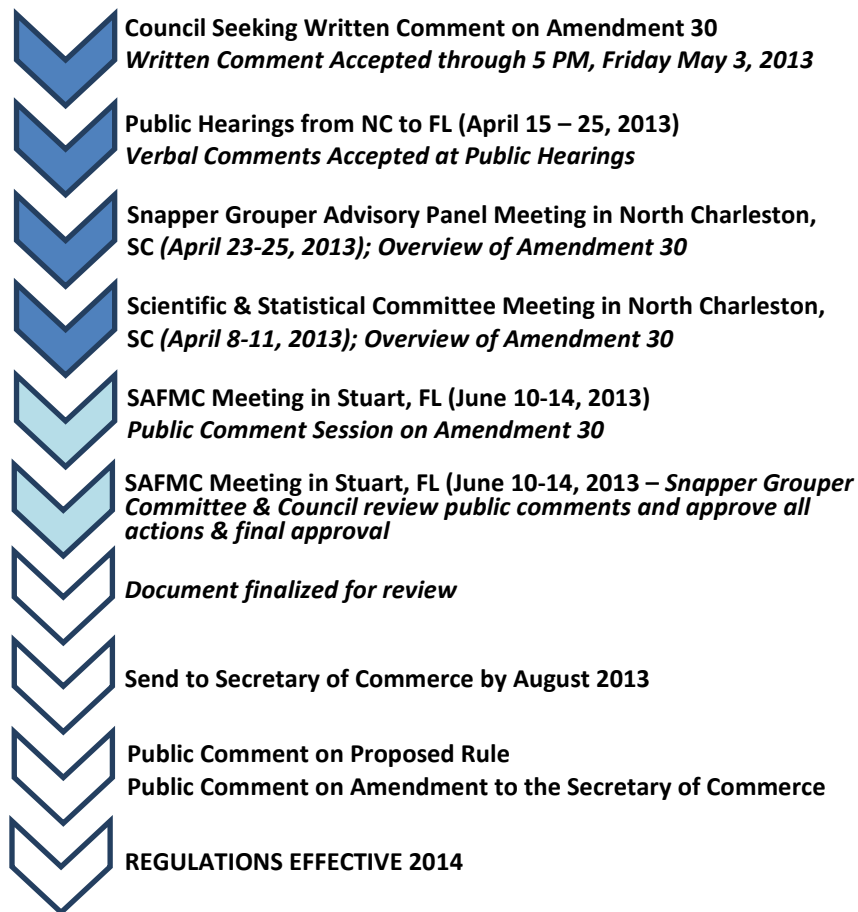 Council Seeking Written Comment on Amendment 30
Written Comment Accepted through 5 PM, Friday May 3, 2013
Public Hearings from NC to FL (April 15 – 25, 2013)
Verbal Comments Accepted at Public Hearings
Snapper Grouper Advisory Panel Meeting in North Charleston,
SC (April 23-25, 2013); Overview of Amendment 30
Scientific & Statistical Committee Meeting in North Charleston,
SC (April 8-11, 2013); Overview of Amendment 30
SAFMC Meeting in Stuart, FL (June 10-14, 2013)
Public Comment Session on Amendment 30
SAFMC Meeting in Stuart, FL (June 10-14, 2013 – Snapper Grouper
Committee & Council review public comments and approve all
actions & final approval
Document finalized for review
Send to Secretary of Commerce by August 2013
Public Comment on Proposed Rule
Public Comment on Amendment to the Secretary of Commerce
REGULATIONS EFFECTIVE 2014